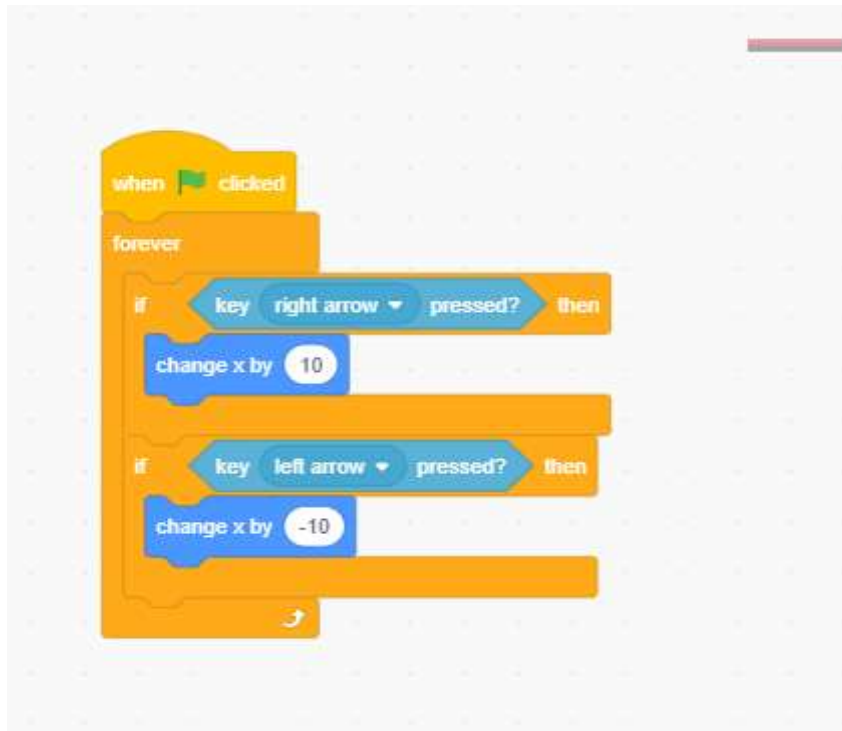 when clicked
forever
if key right arrow pressed? then
change x by 10
if key left arrow pressed? then
change x by -10